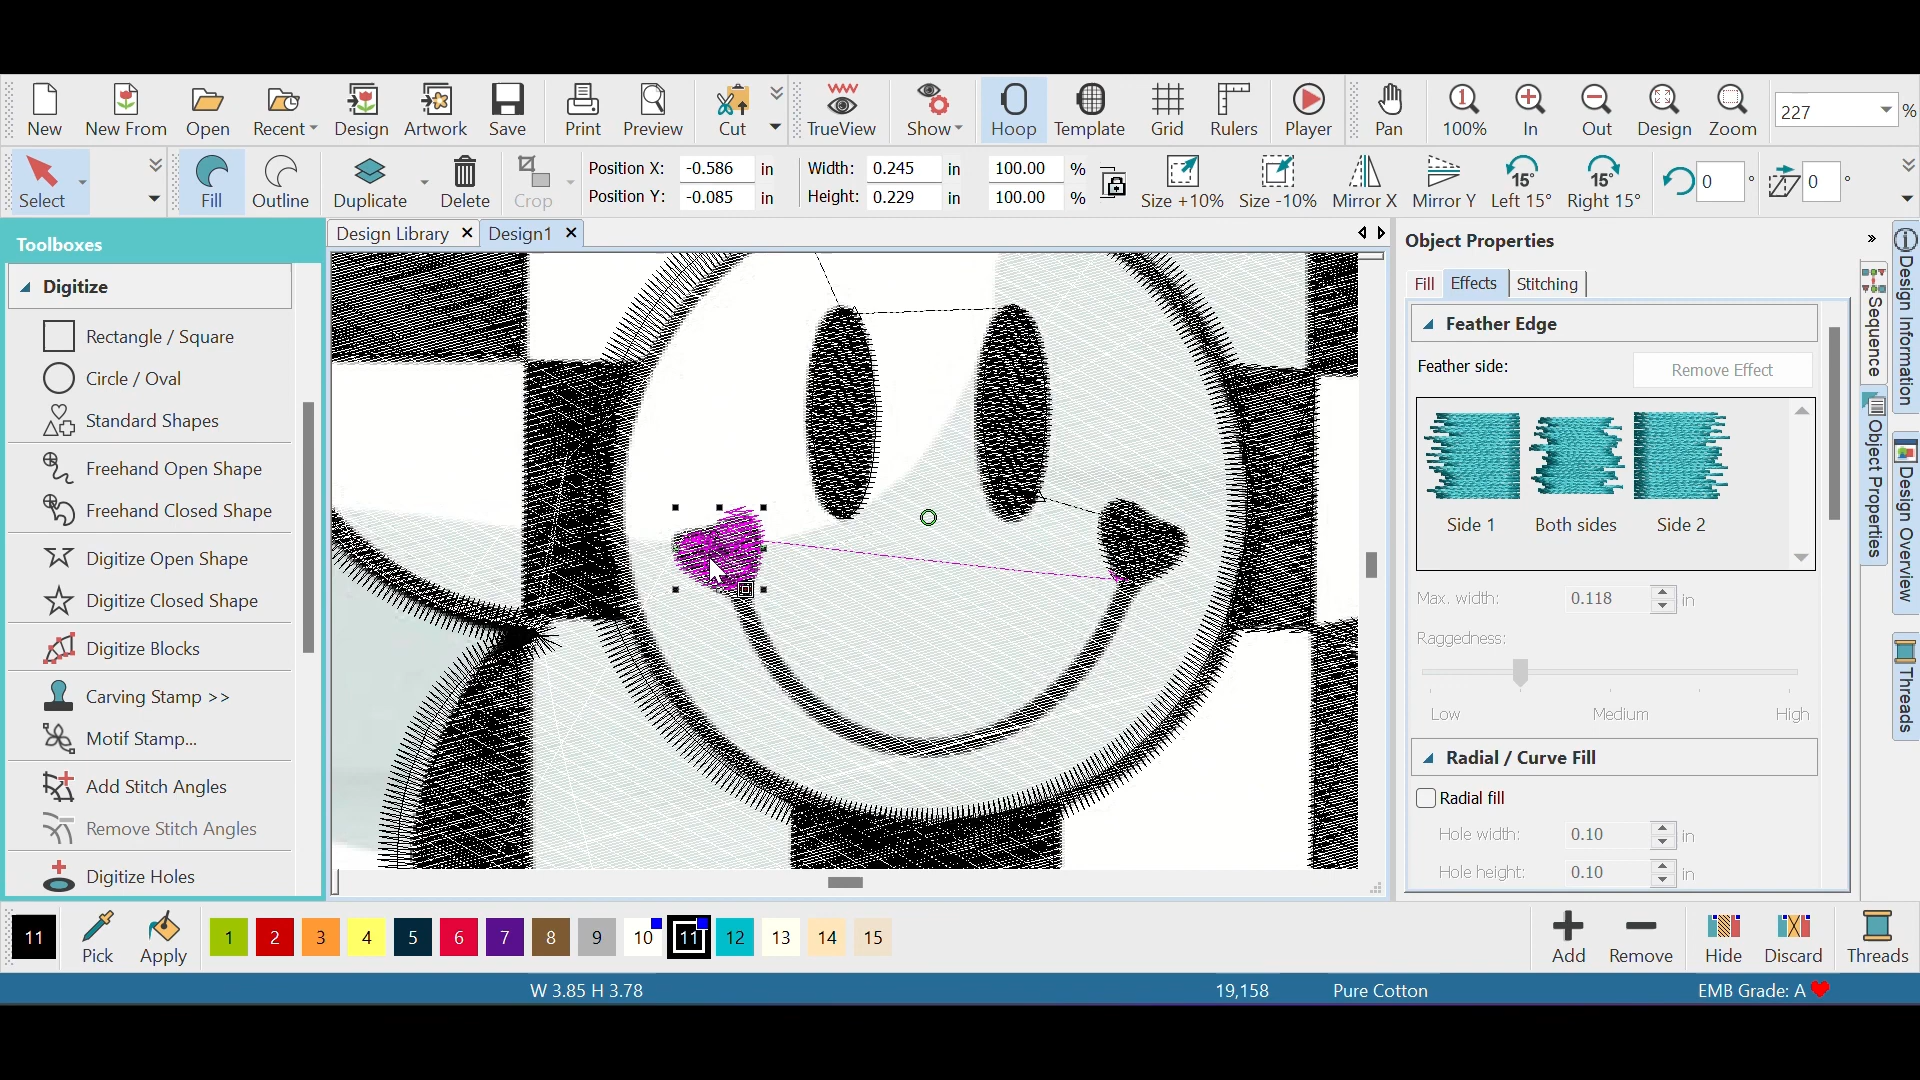 New
New From
Open
Recent
Design
Artwork
Save
Print
Preview
Cut
TrueView
Show
Hoop
Template
Grid
Rulers
Player
Pan
1
100%
In
Out
Design
Zoom
227
%
Select
Fill
Outline
Duplicate
Delete
Crop
Position X: -0.586 in
Position Y: -0.085 in
Width: 0.245 in
Height: 0.229 in
100.00 %
100.00 %
Size +10%
Size -10%
Mirror X
Mirror Y
15°
Left 15°
15°
Right 15°
0 °
0 °
Toolboxes
Digitize
Rectangle / Square
Circle / Oval
Standard Shapes
Freehand Open Shape
Freehand Closed Shape
Digitize Open Shape
Digitize Closed Shape
Digitize Blocks
Carving Stamp >>
Motif Stamp...
Add Stitch Angles
Remove Stitch Angles
Digitize Holes
Design Library ×
Design1 ×
Object Properties
Fill
Effects
Stitching
Feather Edge
Feather side:
Remove Effect
Side 1
Both sides
Side 2
Max. width: 0.118 in
Raggedness:
Low
Medium
High
Radial / Curve Fill
Radial fill
Hole width: 0.10 in
Hole height: 0.10 in
Sequence
Object Properties
Design Information
Design Overview
Threads
11
Pick
Apply
1
2
3
4
5
6
7
8
9
10
11
12
13
14
15
Add
Remove
Hide
Discard
Threads
W 3.85 H 3.78
19,158
Pure Cotton
EMB Grade: A